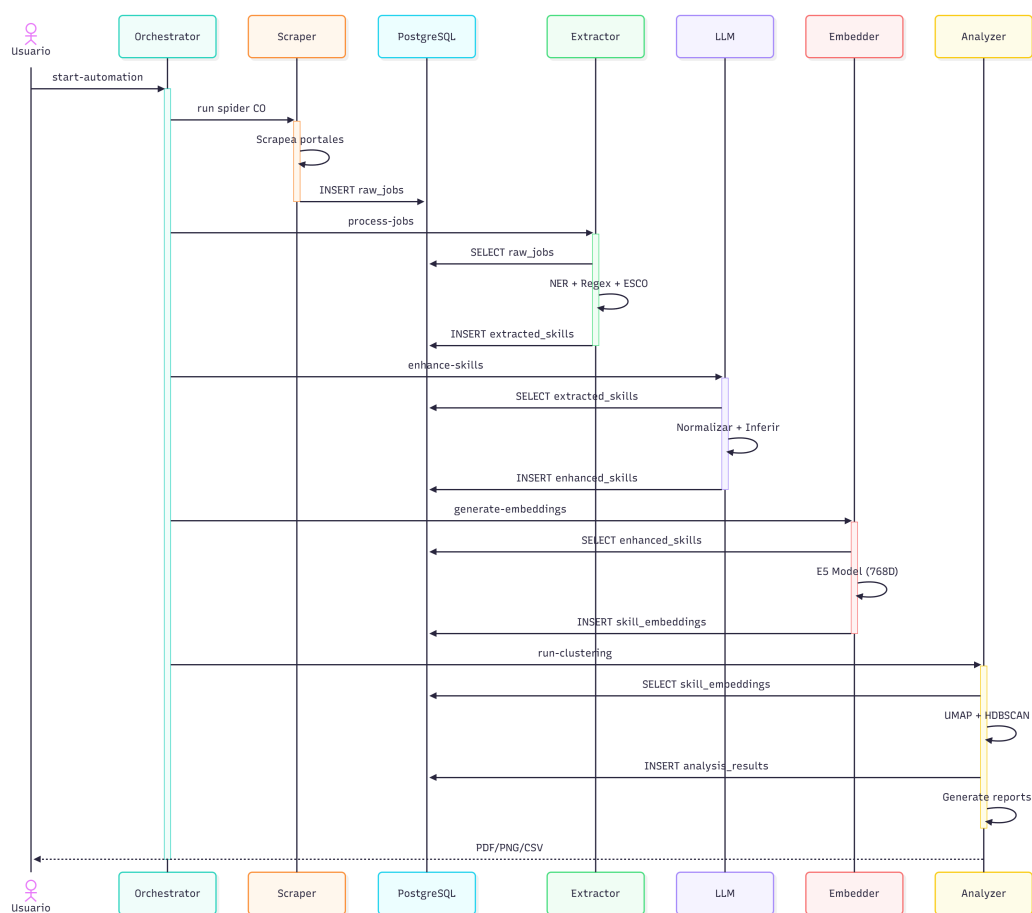 Usuario
Orchestrator
Scraper
PostgreSQL
Extractor
LLM
Embedder
Analyzer
start-automation
run spider CO
Scrapea portales
INSERT raw_jobs
process-jobs
SELECT raw_jobs
NER + Regex + ESCO
INSERT extracted_skills
enhance-skills
SELECT extracted_skills
Normalizar + Inferir
INSERT enhanced_skills
generate-embeddings
SELECT enhanced_skills
E5 Model (768D)
INSERT skill_embeddings
run-clustering
SELECT skill_embeddings
UMAP + HDBSCAN
INSERT analysis_results
Generate reports
PDF/PNG/CSV
Usuario
Orchestrator
Scraper
PostgreSQL
Extractor
LLM
Embedder
Analyzer